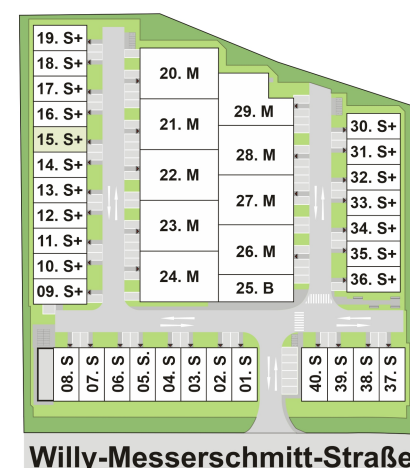 19. S+
18. S+
17. S+
16. S+
15. S+
14. S+
13. S+
12. S+
11. S+
10. S+
09. S+
20. M
21. M
22. M
23. M
24. M
29. M
28. M
27. M
26. M
25. B
30. S+
31. S+
32. S+
33. S+
34. S+
35. S+
36. S+
08. S
07. S
06. S
05. S.
04. S
03. S
02. S
01. S
40. S
39. S
38. S
37. S
Willy-Messerschmitt-Straße